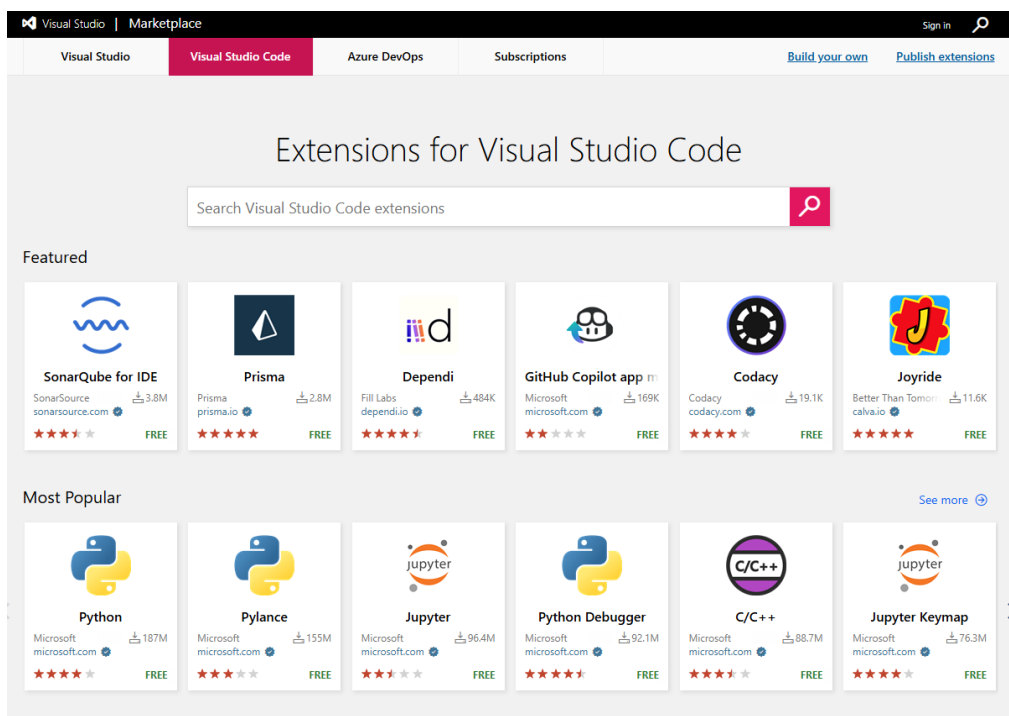 Visual Studio | Marketplace Sign in
Visual Studio Visual Studio Code Azure DevOps Subscriptions Build your own Publish extensions
Extensions for Visual Studio Code
Search Visual Studio Code extensions
Featured
iiid
J
SonarQube for IDE Prisma Dependi GitHub Copilot app m Codacy Joyride
SonarSource 3.8M Prisma 2.8M Fill Labs 484K Microsoft 169K Codacy 19.1K Better Than Tomorr 11.6K
sonarsource.com prisma.io dependi.io microsoft.com codacy.com calva.io
FREE FREE FREE FREE FREE FREE
Most Popular See more
jupyter C/C++ jupyter
Python Pylance Jupyter Python Debugger C/C++ Jupyter Keymap
Microsoft 187M Microsoft 155M Microsoft 96.4M Microsoft 92.1M Microsoft 88.7M Microsoft 76.3M
microsoft.com microsoft.com microsoft.com microsoft.com microsoft.com microsoft.com
FREE FREE FREE FREE FREE FREE